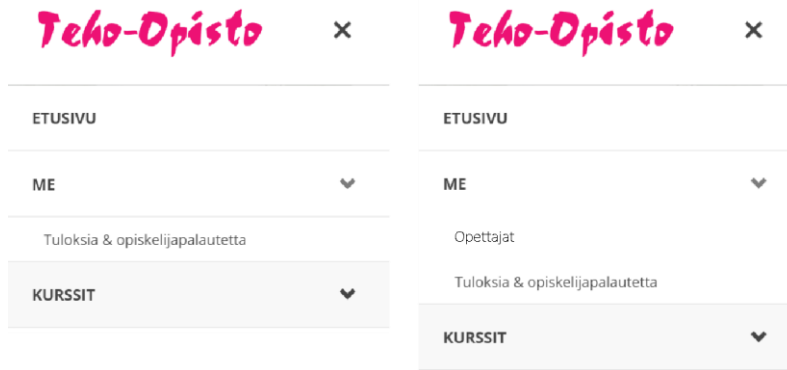 Teho-Opisto
ETUSIVU
ME
Tuloksia & opiskelijapalautetta
KURSSIT
Teho-Opisto
ETUSIVU
ME
Opettajat
Tuloksia & opiskelijapalautetta
KURSSIT